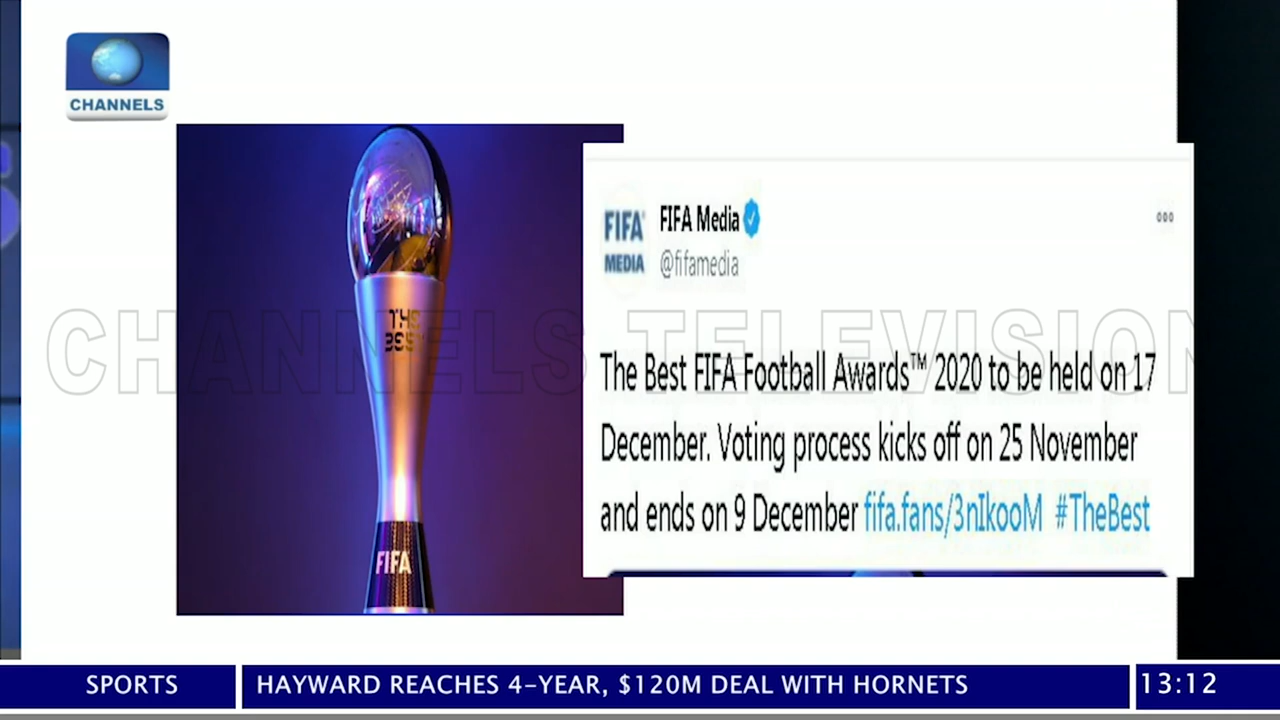 CHANNELS
THE
BEST
FIFA
FIFA
MEDIA
FIFA Media
@fifamedia
CHANNELS TELEVISION
The Best FIFA Football Awards™ 2020 to be held on 17
December. Voting process kicks off on 25 November
and ends on 9 December fifa.fans/3nIkooM #TheBest
SPORTS
HAYWARD REACHES 4-YEAR, $120M DEAL WITH HORNETS
13:12